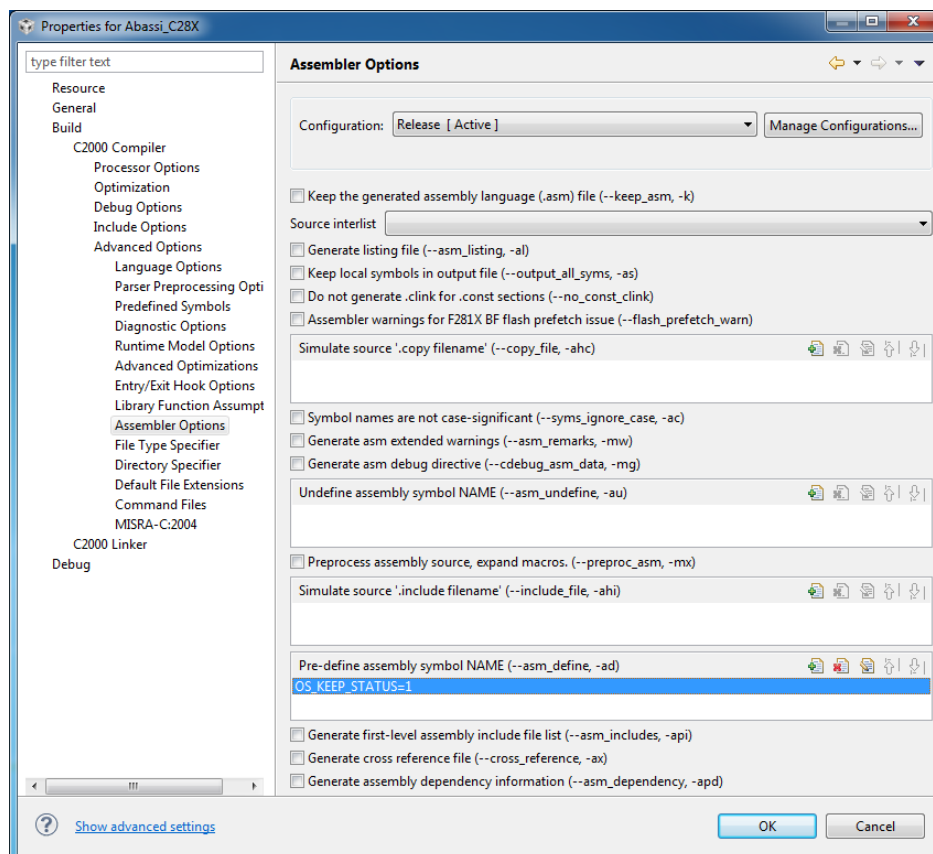 Properties for Abassi_C28X
type filter text
Resource
General
Build
C2000 Compiler
Processor Options
Optimization
Debug Options
Include Options
Advanced Options
Language Options
Parser Preprocessing Opti
Predefined Symbols
Diagnostic Options
Runtime Model Options
Advanced Optimizations
Entry/Exit Hook Options
Library Function Assumpt
Assembler Options
File Type Specifier
Directory Specifier
Default File Extensions
Command Files
MISRA-C:2004
C2000 Linker
Debug
Assembler Options
Configuration: Release [ Active ] Manage Configurations...
Keep the generated assembly language (.asm) file (--keep_asm, -k)
Source interlist
Generate listing file (--asm_listing, -al)
Keep local symbols in output file (--output_all_syms, -as)
Do not generate .clink for .const sections (--no_const_clink)
Assembler warnings for F281X BF flash prefetch issue (--flash_prefetch_warn)
Simulate source '.copy filename' (--copy_file, -ahc)
Symbol names are not case-significant (--syms_ignore_case, -ac)
Generate asm extended warnings (--asm_remarks, -mw)
Generate asm debug directive (--cdebug_asm_data, -mg)
Undefine assembly symbol NAME (--asm_undefine, -au)
Preprocess assembly source, expand macros. (--preproc_asm, -mx)
Simulate source '.include filename' (--include_file, -ahi)
Pre-define assembly symbol NAME (--asm_define, -ad)
OS_KEEP_STATUS=1
Generate first-level assembly include file list (--asm_includes, -api)
Generate cross reference file (--cross_reference, -ax)
Generate assembly dependency information (--asm_dependency, -apd)
Show advanced settings
OK
Cancel